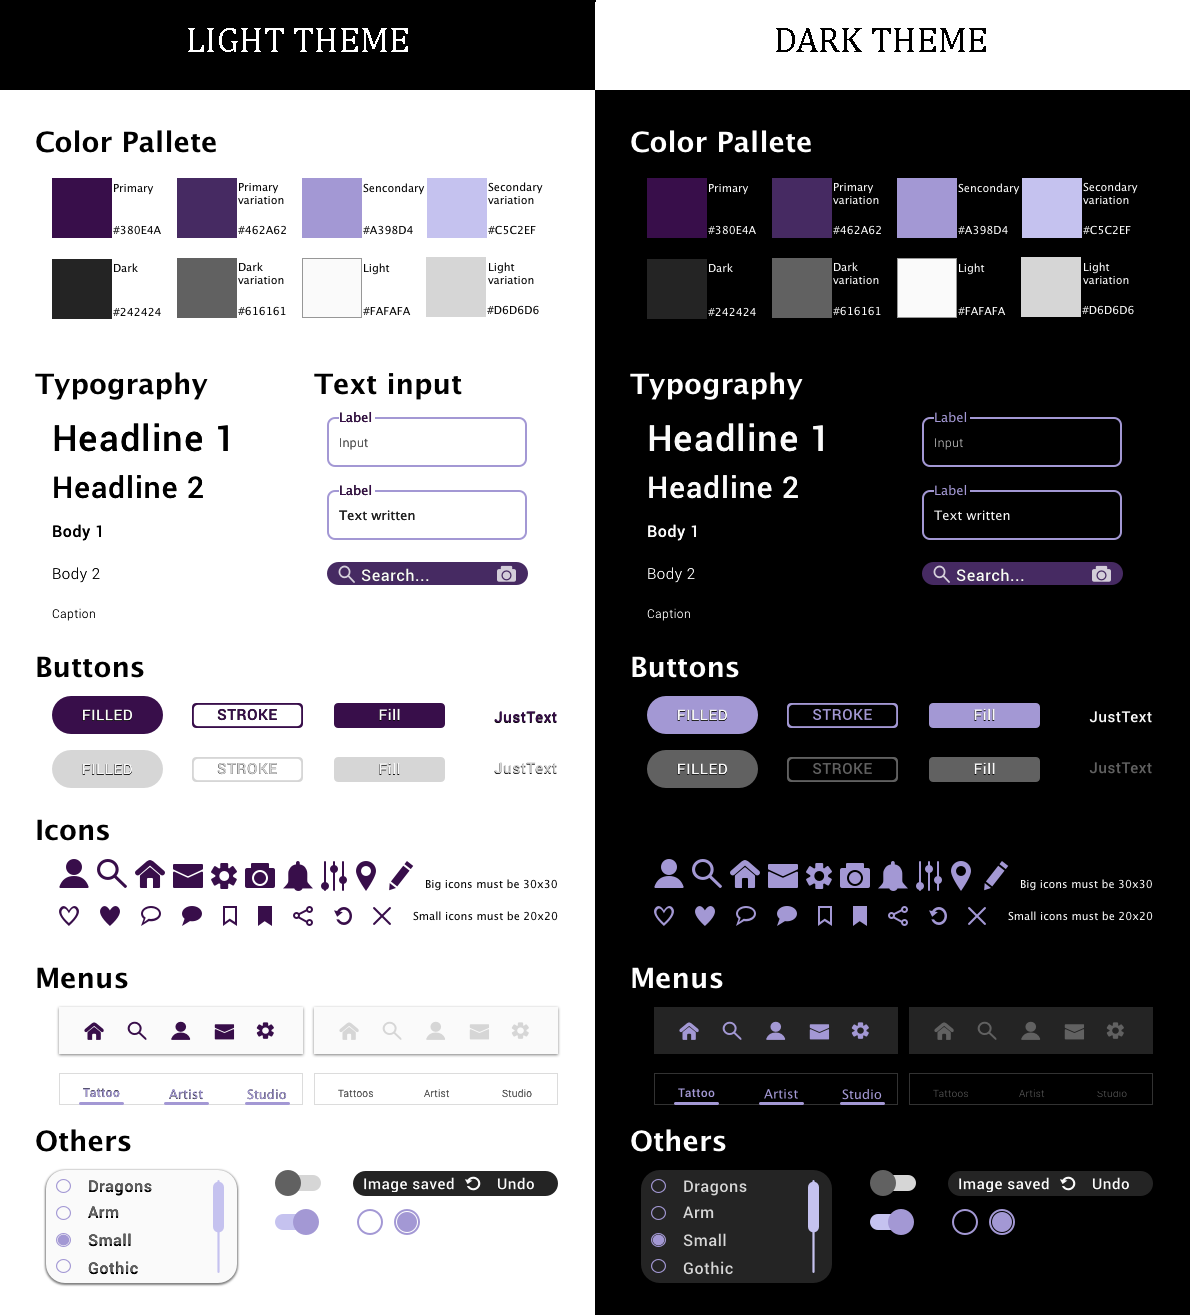 LIGHT THEME
Color Pallete
Primary
#380E4A
Primary
variation
#462A62
Sencondary
#A398D4
Secondary
variation
#C5C2EF
Dark
#242424
Dark
variation
#616161
Light
#FAFAFA
Light
variation
#D6D6D6
Typography
Headline 1
Headline 2
Body 1
Body 2
Caption
Text input
Label
Input
Label
Text written
Search...
Buttons
FILLED
STROKE
Fill
JustText
FILLED
STROKE
Fill
JustText
Icons
Big icons must be 30x30
Small icons must be 20x20
Menus
Tattoo
Artist
Studio
Tattoos
Artist
Studio
Others
Dragons
Arm
Small
Gothic
Image saved
Undo
DARK THEME
Color Pallete
Primary
#380E4A
Primary
variation
#462A62
Sencondary
#A398D4
Secondary
variation
#C5C2EF
Dark
#242424
Dark
variation
#616161
Light
#FAFAFA
Light
variation
#D6D6D6
Typography
Headline 1
Headline 2
Body 1
Body 2
Caption
Label
Input
Label
Text written
Search...
Buttons
FILLED
STROKE
Fill
JustText
FILLED
STROKE
Fill
JustText
Big icons must be 30x30
Small icons must be 20x20
Menus
Tattoo
Artist
Studio
Tattoos
Artist
Studio
Others
Dragons
Arm
Small
Gothic
Image saved
Undo